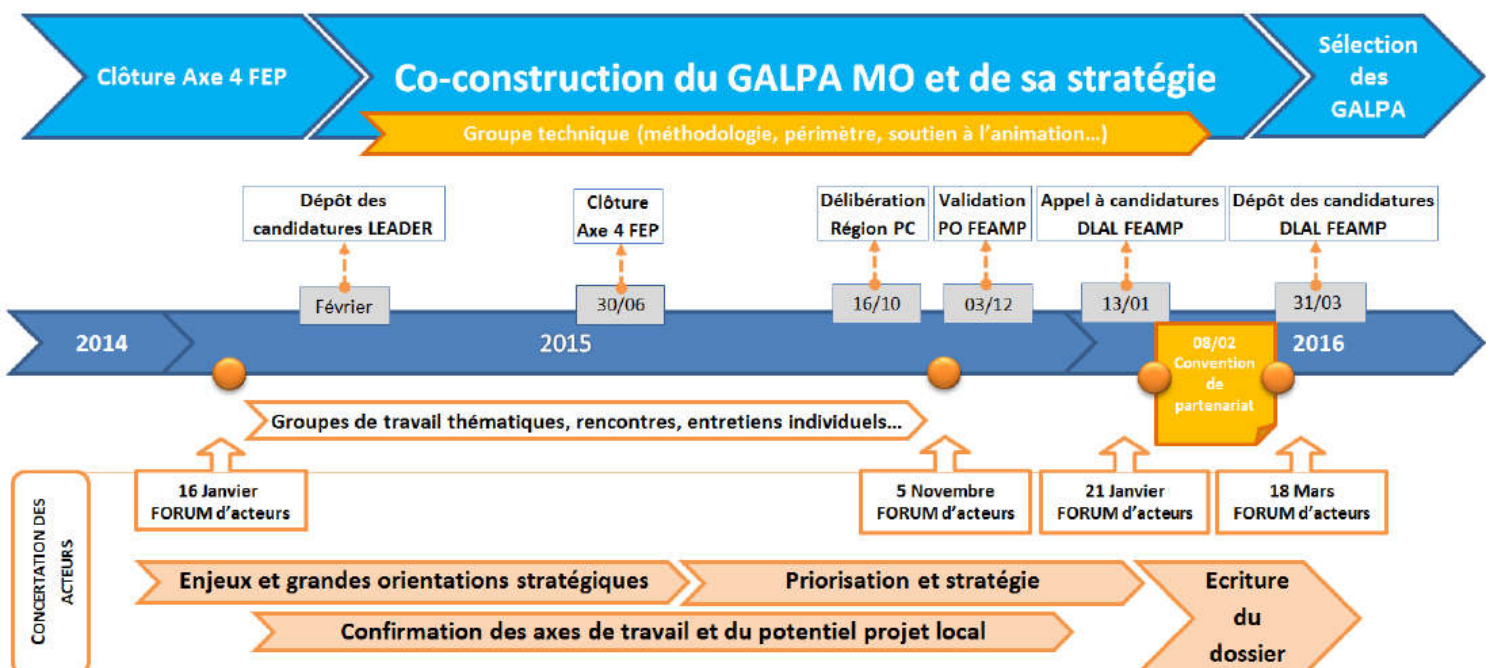 Clôture Axe 4 FEP
Co-construction du GALPA MO et de sa stratégie
Sélection
des
GALPA
Groupe technique (méthodologie, périmètre, soutien à l'animation…)
Dépôt des
candidatures LEADER
Clôture
Axe 4 FEP
Délibération
Région PC
Validation
PO FEAMP
Appel à candidatures
DLAL FEAMP
Dépôt des candidatures
DLAL FEAMP
Février
30/06
16/10
03/12
13/01
31/03
2014
2015
2016
08/02
Convention
de
partenariat
Groupes de travail thématiques, rencontres, entretiens individuels…
16 Janvier
FORUM d'acteurs
5 Novembre
FORUM d'acteurs
21 Janvier
FORUM d'acteurs
18 Mars
FORUM d'acteurs
CONCERTATION DES
ACTEURS
Enjeux et grandes orientations stratégiques
Priorisation et stratégie
Confirmation des axes de travail et du potentiel projet local
Ecriture
du
dossier